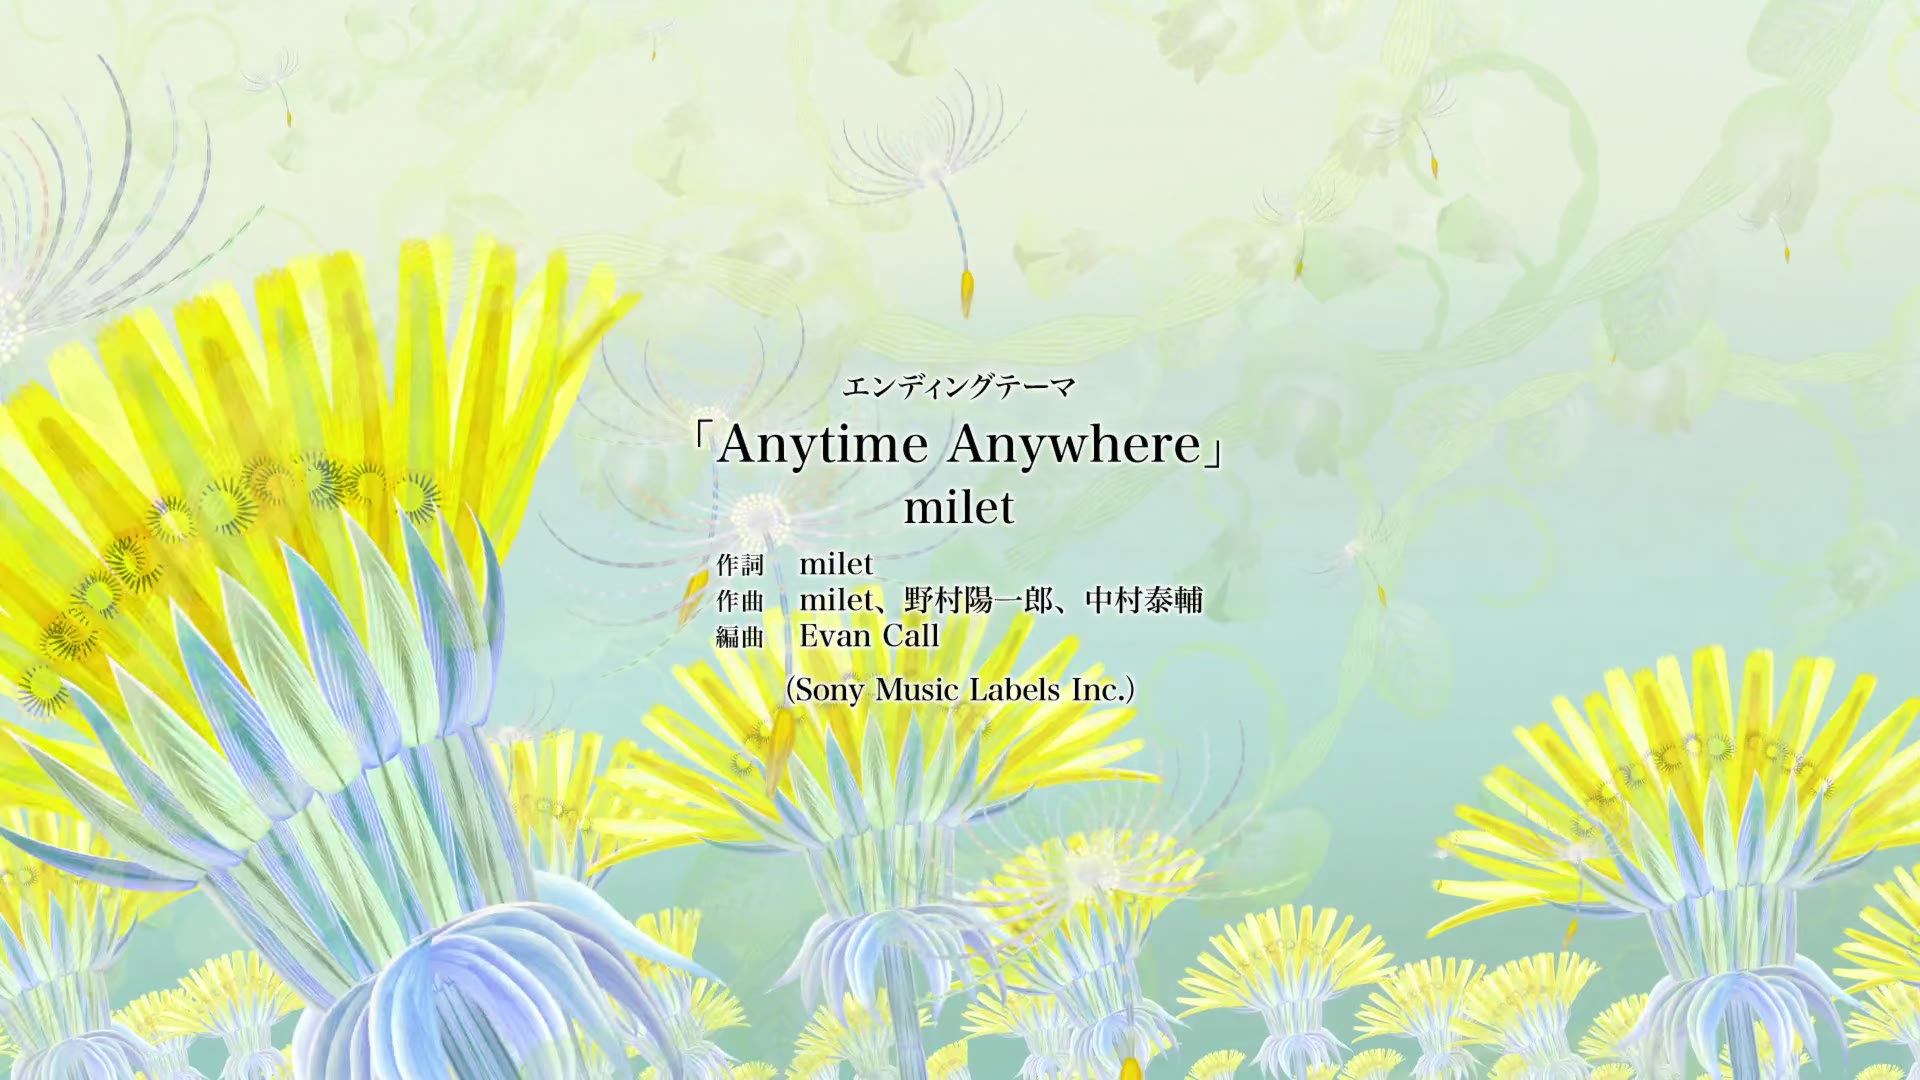 エンディングテーマ
「Anytime Anywhere」
milet
作詞　milet
作曲　milet、野村陽一郎、中村泰輔
編曲　Evan Call
(Sony Music Labels Inc.)